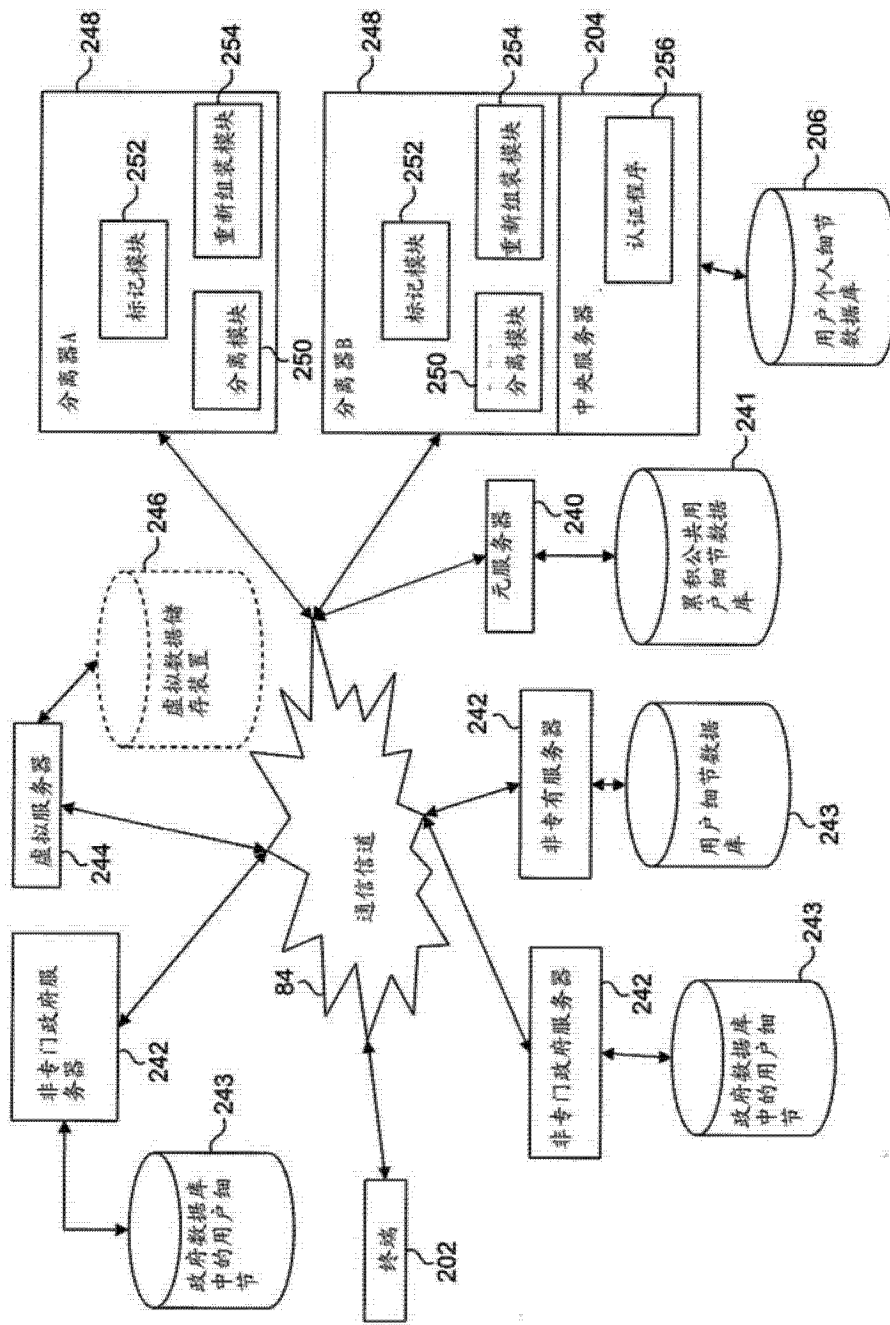 非专门政府服
务器
242
政府数据库
中的用户细
节
243
终端
202
虚拟服务器
244
虚拟数据储
存装置
246
通信信道
84
非专门政府服务器
242
政府数据库
中的用户细
节
243
非专有服务器
242
用户细节数据
库
243
元服务器
240
累积公共用
户细节数据
库
241
分离器A
248
标记模块
252
重新组装模块
254
分离模块
250
分离器B
248
标记模块
252
重新组装模块
254
分离模块
250
中央服务器
204
认证程序
256
用户个人细节
数据库
206